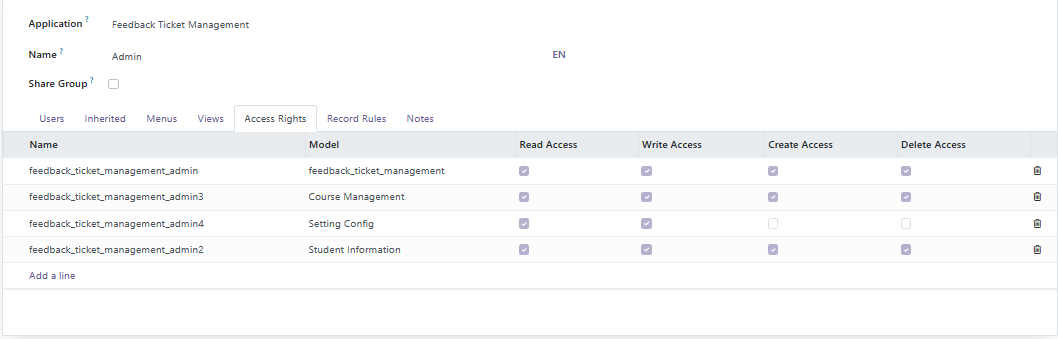 Application ? Feedback Ticket Management
Name ? Admin EN
Share Group ?
Users Inherited Menus Views Access Rights Record Rules Notes
Name Model Read Access Write Access Create Access Delete Access
feedback_ticket_management_admin feedback_ticket_management
feedback_ticket_management_admin3 Course Management
feedback_ticket_management_admin4 Setting Config
feedback_ticket_management_admin2 Student Information
Add a line